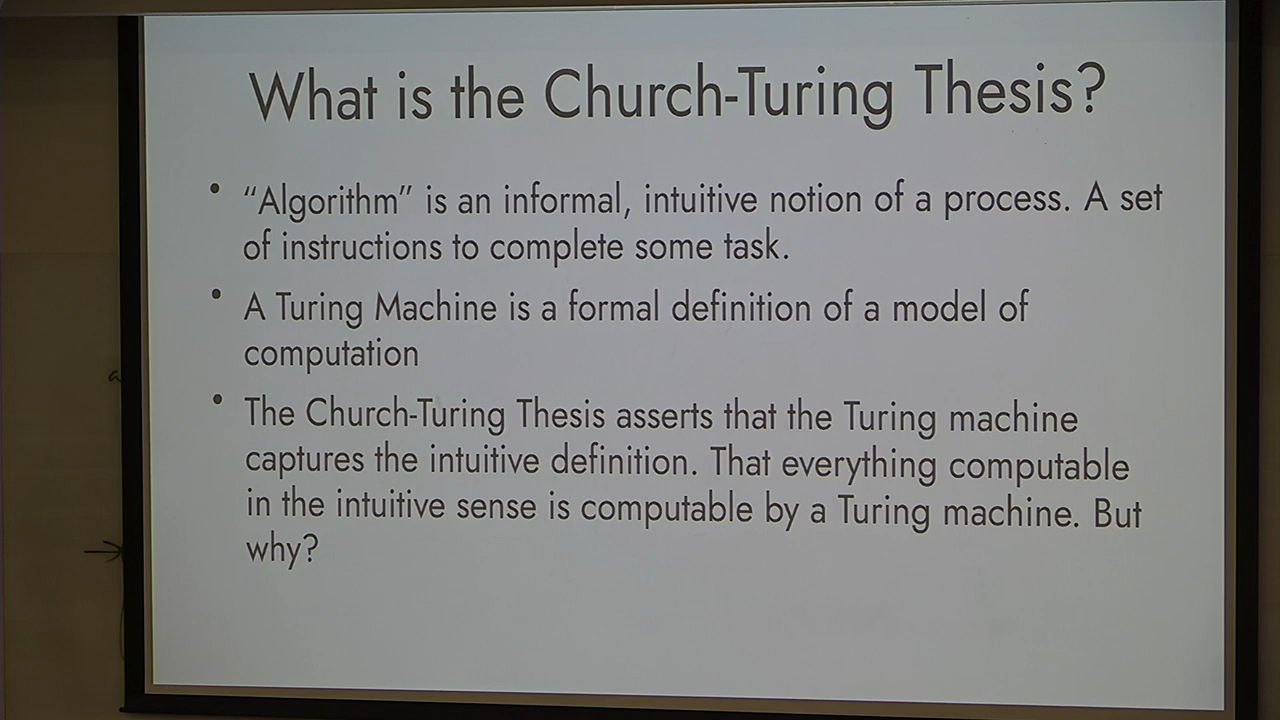 What is the Church-Turing Thesis?
• “Algorithm” is an informal, intuitive notion of a process. A set
of instructions to complete some task.
• A Turing Machine is a formal definition of a model of
computation
• The Church-Turing Thesis asserts that the Turing machine
captures the intuitive definition. That everything computable
in the intuitive sense is computable by a Turing machine. But
why?